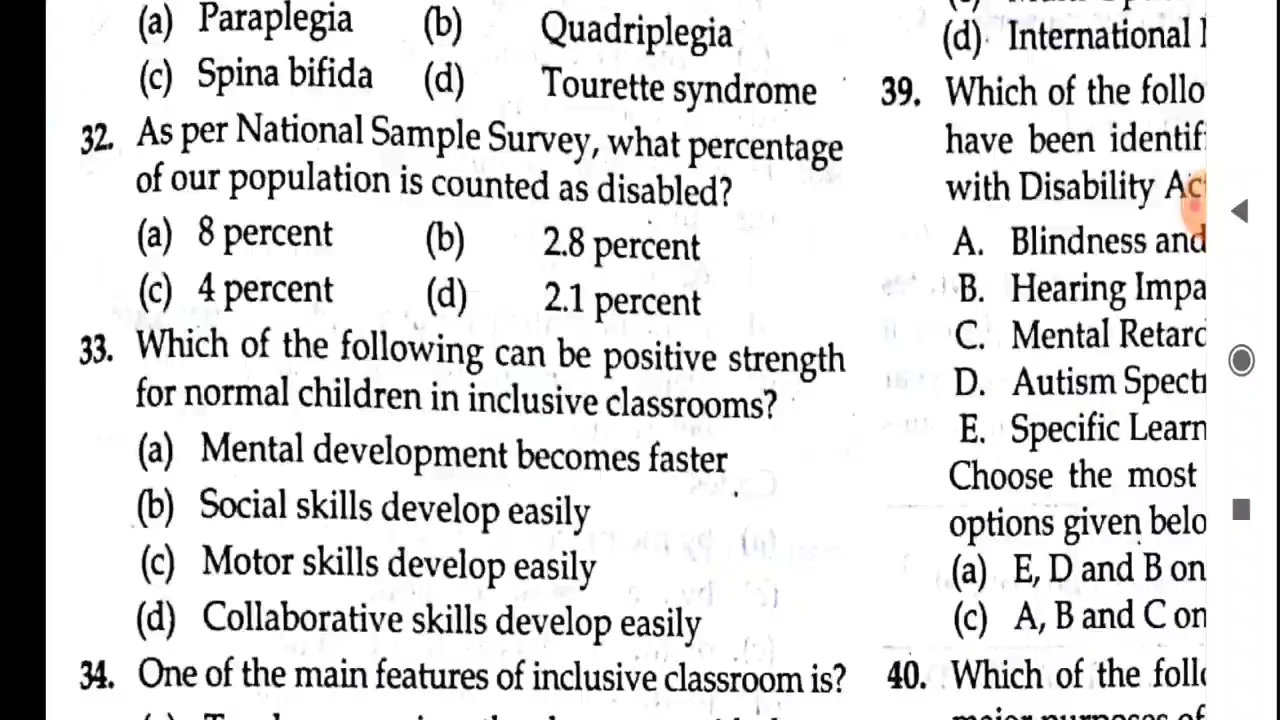 (a) Paraplegia (b) Quadriplegia
(c) Spina bifida (d) Tourette syndrome
32. As per National Sample Survey, what percentage
of our population is counted as disabled?
(a) 8 percent (b) 2.8 percent
(c) 4 percent (d) 2.1 percent
33. Which of the following can be positive strength
for normal children in inclusive classrooms?
(a) Mental development becomes faster
(b) Social skills develop easily
(c) Motor skills develop easily
(d) Collaborative skills develop easily
34. One of the main features of inclusive classroom is?
(d) International
39. Which of the follo
have been identif
with Disability Ac
A. Blindness and
B. Hearing Impa
C. Mental Retard
D. Autism Spect
E. Specific Learn
Choose the most
options given belo
(a) E, D and B on
(c) A, B and C on
40. Which of the foll
major purposes of